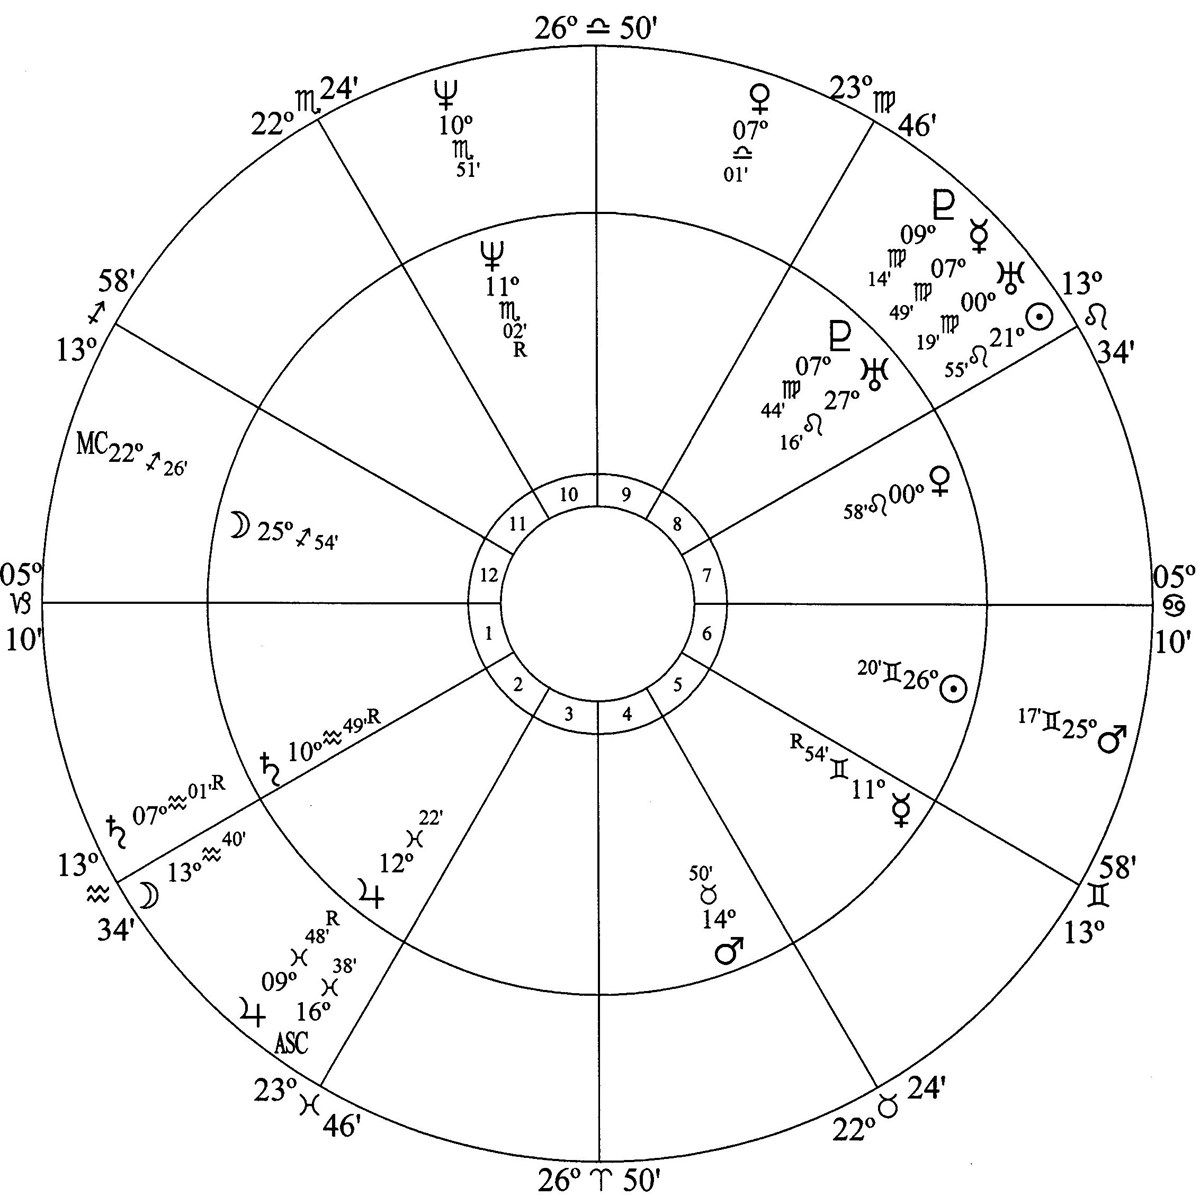 26° ♎ 50'
22° ♏ 24'
23° ♍ 46'
58' ♐ 13°
13° ♌ 34'
05° ♑ 10'
05° ♋ 10'
13° ♒ 34'
58' ♊ 13°
23° ♓ 46'
22° ♉ 24'
26° ♈ 50'
♆ 10° ♏ 51'
♀ 07° ♎ 01'
♇ 09° ♍ 14'
☿ 07° ♍ 49'
♅ 00° ♍ 19'
☉ 21° ♌ 55'
MC 22° ♐ 26'
17' ♊ 25° ♂
♄ 07° ♒ 01' R
☽ 13° ♒ 40'
♃ 09° ♓ 48' R
ASC 16° ♓ 38'
♆ 11° ♏ 02' R
♇ 07° ♍ 44'
♅ 27° ♌ 16'
☽ 25° ♐ 54'
58' ♌ 00° ♀
20' ♊ 26° ☉
R 54' ♊ 11° ☿
♄ 10° ♒ 49' R
♃ 12° ♓ 22'
50' ♉ 14° ♂
10
9
11
8
12
7
1
6
2
5
3
4